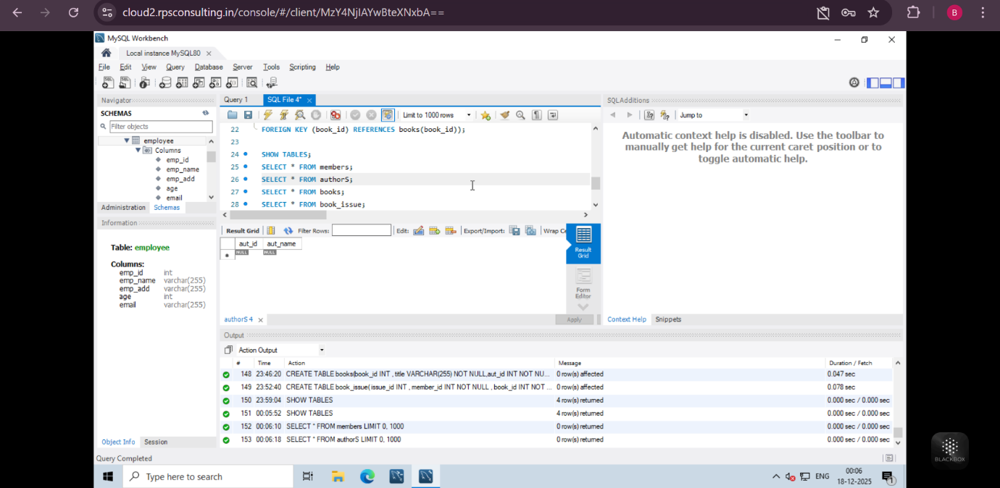 cloud2.rpsconsulting.in/console/#/client/MzY4NjlAYwBteXNxbA==
B
MySQL Workbench
Local instance MySQL80
File Edit View Query Database Server Tools Scripting Help
Navigator
SCHEMAS
Filter objects
employee
Columns
emp_id
emp_name
emp_add
age
email
Administration Schemas
Information
Table: employee
Columns:
emp_id int
emp_name varchar(255)
emp_add varchar(255)
age int
email varchar(255)
Object Info Session
Query 1 SQL File 4*
Limit to 1000 rows
22 FOREIGN KEY (book_id) REFERENCES books(book_id));
23
24 SHOW TABLES;
25 SELECT * FROM members;
26 SELECT * FROM authorS;
27 SELECT * FROM books;
28 SELECT * FROM book_issue;
Result Grid Filter Rows: Edit: Export/Import: Wrap Ce
aut_id aut_name
NULL NULL
Result Grid
Form Editor
authorS 4 Apply
SQLAdditions
Jump to
Automatic context help is disabled. Use the toolbar to
manually get help for the current caret position or to
toggle automatic help.
Context Help Snippets
Output
Action Output
# Time Action Message Duration / Fetch
148 23:46:20 CREATE TABLE books(book_id INT , title VARCHAR(255) NOT NULL,aut_id INT NOT NU... 0 row(s) affected 0.047 sec
149 23:52:40 CREATE TABLE book_issue( issue_id INT , member_id INT NOT NULL , book_id INT NOT ... 0 row(s) affected 0.078 sec
150 23:59:04 SHOW TABLES 4 row(s) returned 0.000 sec / 0.000 sec
151 00:05:52 SHOW TABLES 4 row(s) returned 0.000 sec / 0.000 sec
152 00:06:10 SELECT * FROM members LIMIT 0, 1000 0 row(s) returned 0.000 sec / 0.000 sec
153 00:06:18 SELECT * FROM authorS LIMIT 0, 1000 0 row(s) returned 0.000 sec / 0.000 sec
Query Completed
BLACKBOX
Type here to search
ENG
00:06
18-12-2025
1